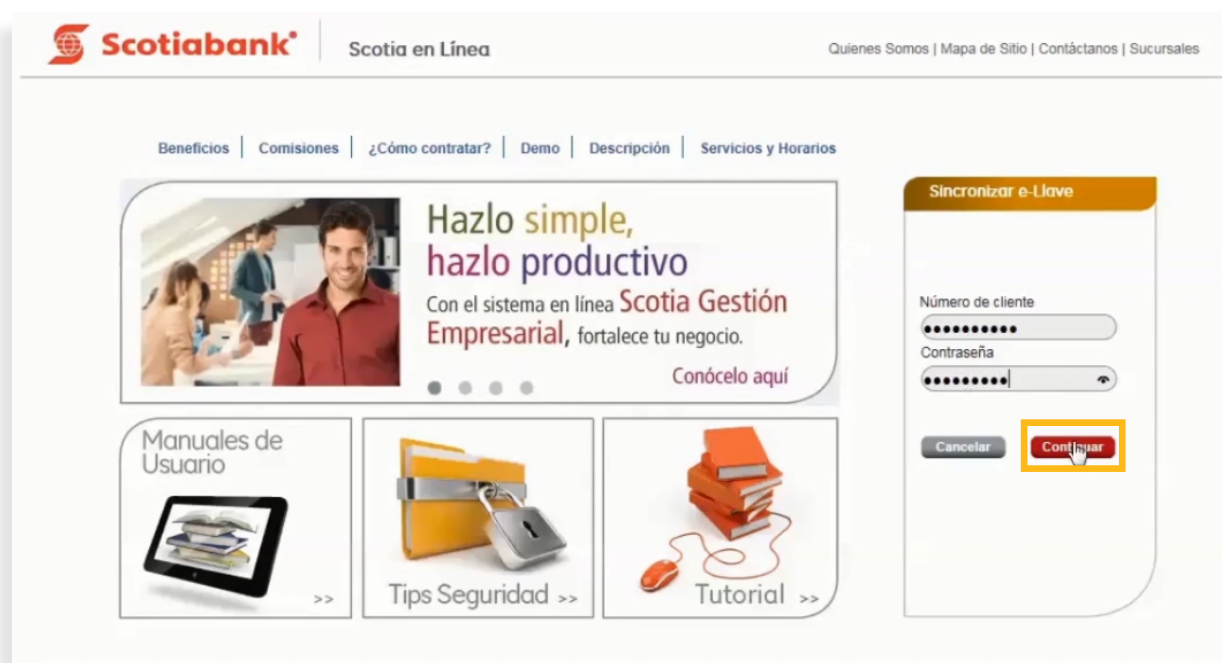 Scotiabank Scotia en Línea Quienes Somos | Mapa de Sitio | Contáctanos | Sucursales
Beneficios | Comisiones | ¿Cómo contratar? | Demo | Descripción | Servicios y Horarios
Hazlo simple,
hazlo productivo
Con el sistema en línea Scotia Gestión
Empresarial, fortalece tu negocio.
Conócelo aquí
Manuales de
Usuario
>>
Tips Seguridad >>
Tutorial >>
Sincronizar e-Llave
Número de cliente
••••••••••
Contraseña
•••••••••
Cancelar Continuar